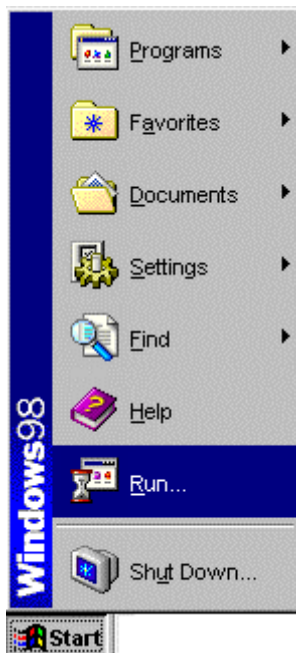 Programs
Favorites
Documents
Settings
Find
Help
Run...
Shut Down...
Windows98
Start